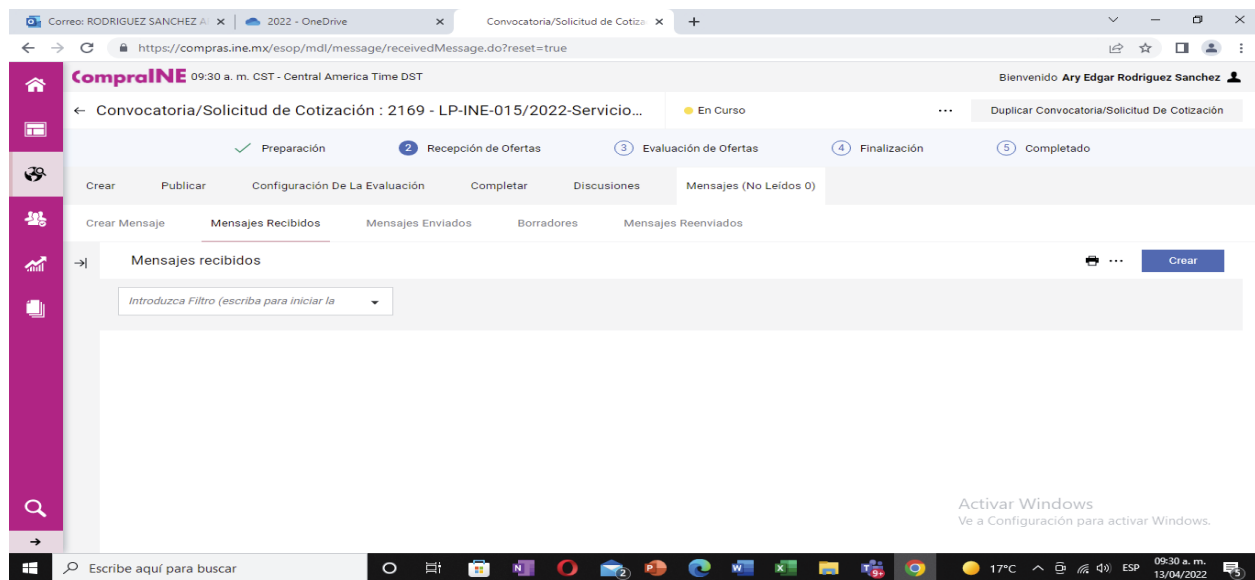 Correo: RODRIGUEZ SANCHEZ A
2022 - OneDrive
Convocatoria/Solicitud de Cotiza
https://compras.ine.mx/esop/mdl/message/receivedMessage.do?reset=true
CompraINE 09:30 a. m. CST - Central America Time DST
Bienvenido Ary Edgar Rodriguez Sanchez
Convocatoria/Solicitud de Cotización : 2169 - LP-INE-015/2022-Servicio...
En Curso
...
Duplicar Convocatoria/Solicitud De Cotización
Preparación
2 Recepción de Ofertas
3 Evaluación de Ofertas
4 Finalización
5 Completado
Crear
Publicar
Configuración De La Evaluación
Completar
Discusiones
Mensajes (No Leídos 0)
Crear Mensaje
Mensajes Recibidos
Mensajes Enviados
Borradores
Mensajes Reenviados
Mensajes recibidos
...
Crear
Introduzca Filtro (escriba para iniciar la
Activar Windows
Ve a Configuración para activar Windows.
Escribe aquí para buscar
17°C
ESP
09:30 a. m.
13/04/2022